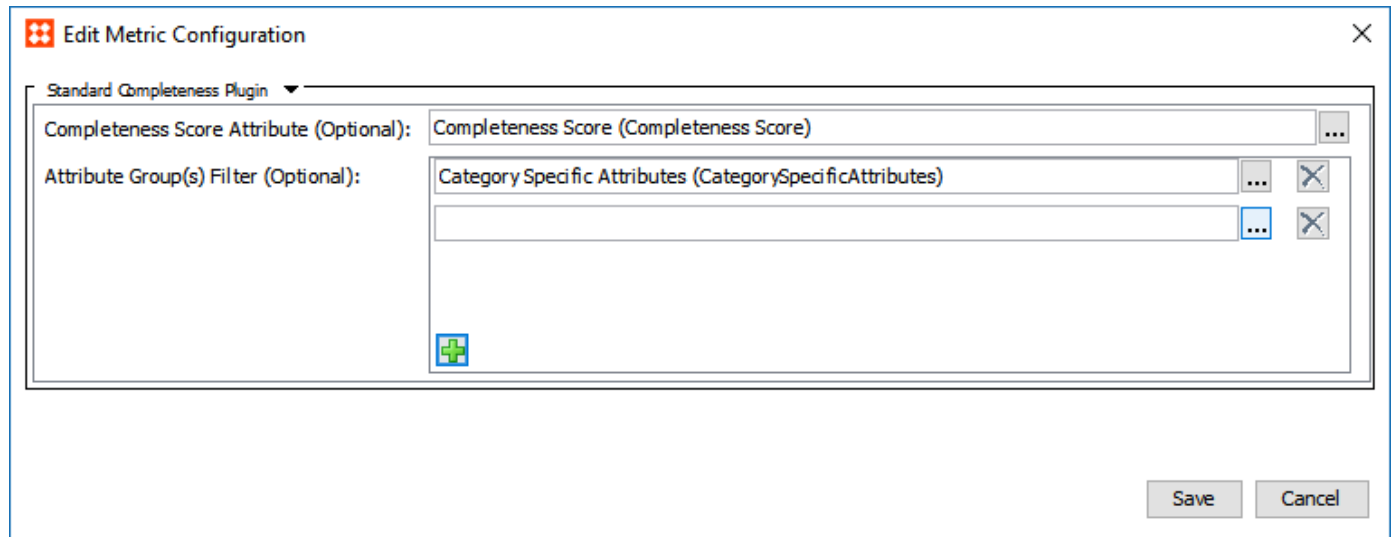 Edit Metric Configuration
Standard Completeness Plugin
Completeness Score Attribute (Optional): Completeness Score (Completeness Score) ...
Attribute Group(s) Filter (Optional): Category Specific Attributes (CategorySpecificAttributes) ...
...
Save Cancel